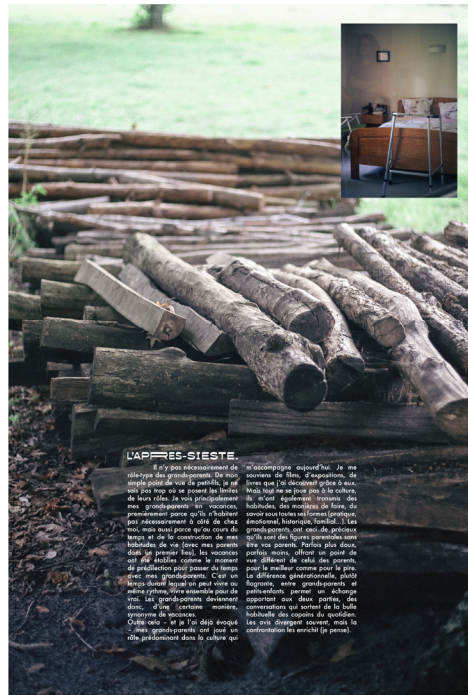 L'APRES-SIESTE.
Il n'y pas nécessairement de
rôle-type des grands-parents. De mon
simple point de vue de petit-fils, je ne
sais pas trop où se posent les limites
de leurs rôles. Je vois principalement
mes grands-parents en vacances,
premièrement parce qu'ils n'habitent
pas nécessairement à côté de chez
moi, mais aussi parce qu'au cours du
temps et de la construction de mes
habitudes de vie (avec mes parents
dans un premier lieu), les vacances
ont été établies comme le moment
de prédilection pour passer du temps
avec mes grands-parents. C'est un
temps durant lequel on peut vivre au
même rythme, vivre ensemble pour de
vrai. Les grands-parents deviennent
donc, d'une certaine manière,
synonyme de vacances.
Outre cela – et je l'ai déjà évoqué
– mes grands-parents ont joué un
rôle prédominant dans la culture qui
m'accompagne aujourd'hui. Je me
souviens de films, d'expositions, de
livres que j'ai découvert grâce à eux.
Mais tout ne se joue pas à la culture,
ils m'ont également transmis des
habitudes, des manières de faire, du
savoir sous toutes ses formes (pratique,
émotionnel, historique, familial...). Les
grands-parents ont ceci de précieux
qu'ils sont des figures parentales sans
être vos parents. Parfois plus doux,
parfois moins, offrant un point de
vue différent de celui des parents,
pour le meilleur comme pour le pire.
La différence générationnelle, plutôt
flagrante, entre grands-parents et
petits-enfants permet un échange
apportant aux deux parties, des
conversations qui sortent de la bulle
habituelle des copains du quotidien.
Les avis divergent souvent, mais la
confrontation les enrichit (je pense).